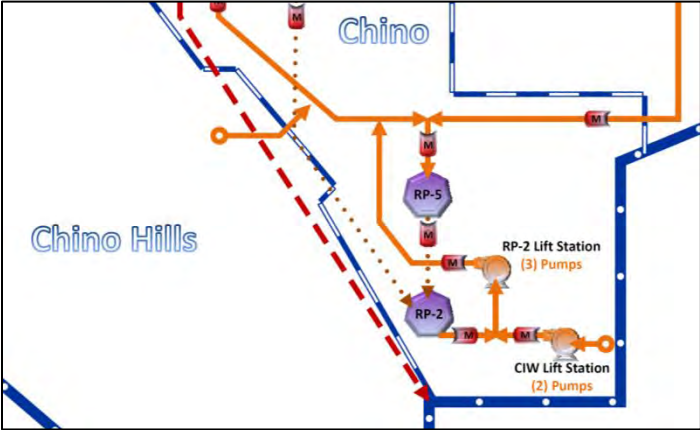 M
M
Chino
M
M
RP-5
M
Chino Hills
RP-2 Lift Station
(3) Pumps
M
RP-2
M
M
CIW Lift Station
(2) Pumps